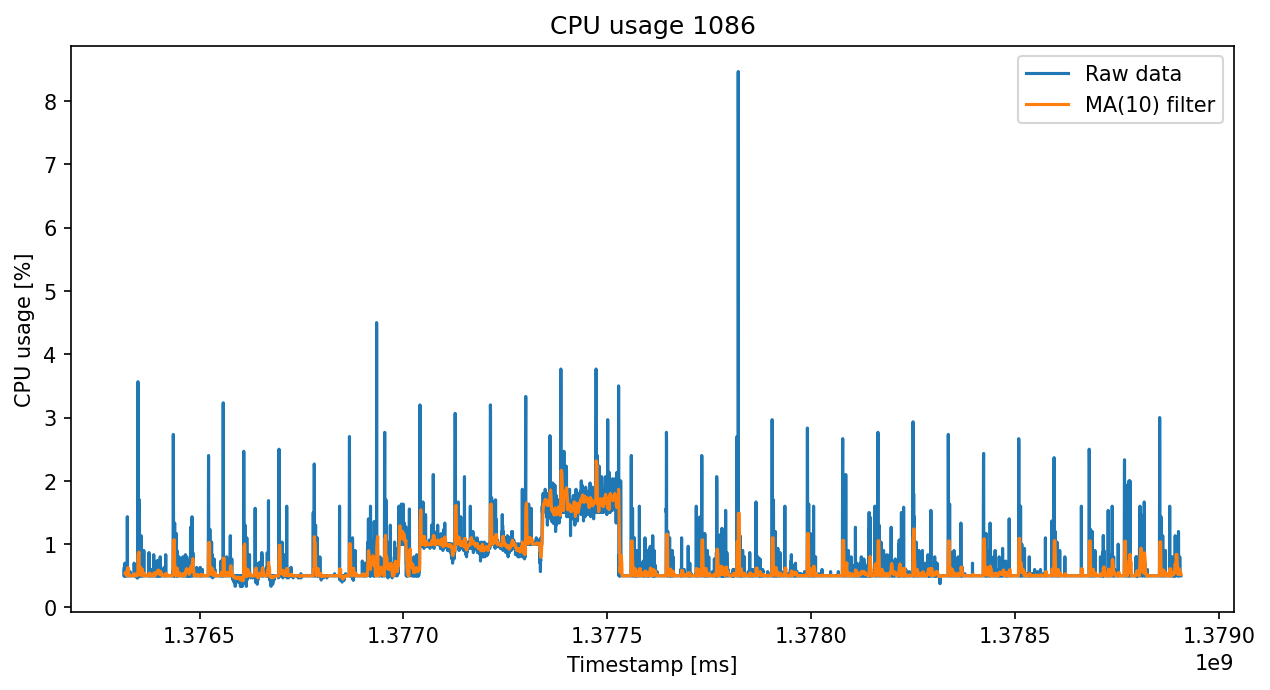 CPU usage 1086
Raw data
MA(10) filter
CPU usage [%]
8
7
6
5
4
3
2
1
0
1.3765 1.3770 1.3775 1.3780 1.3785 1.3790
1e9
Timestamp [ms]